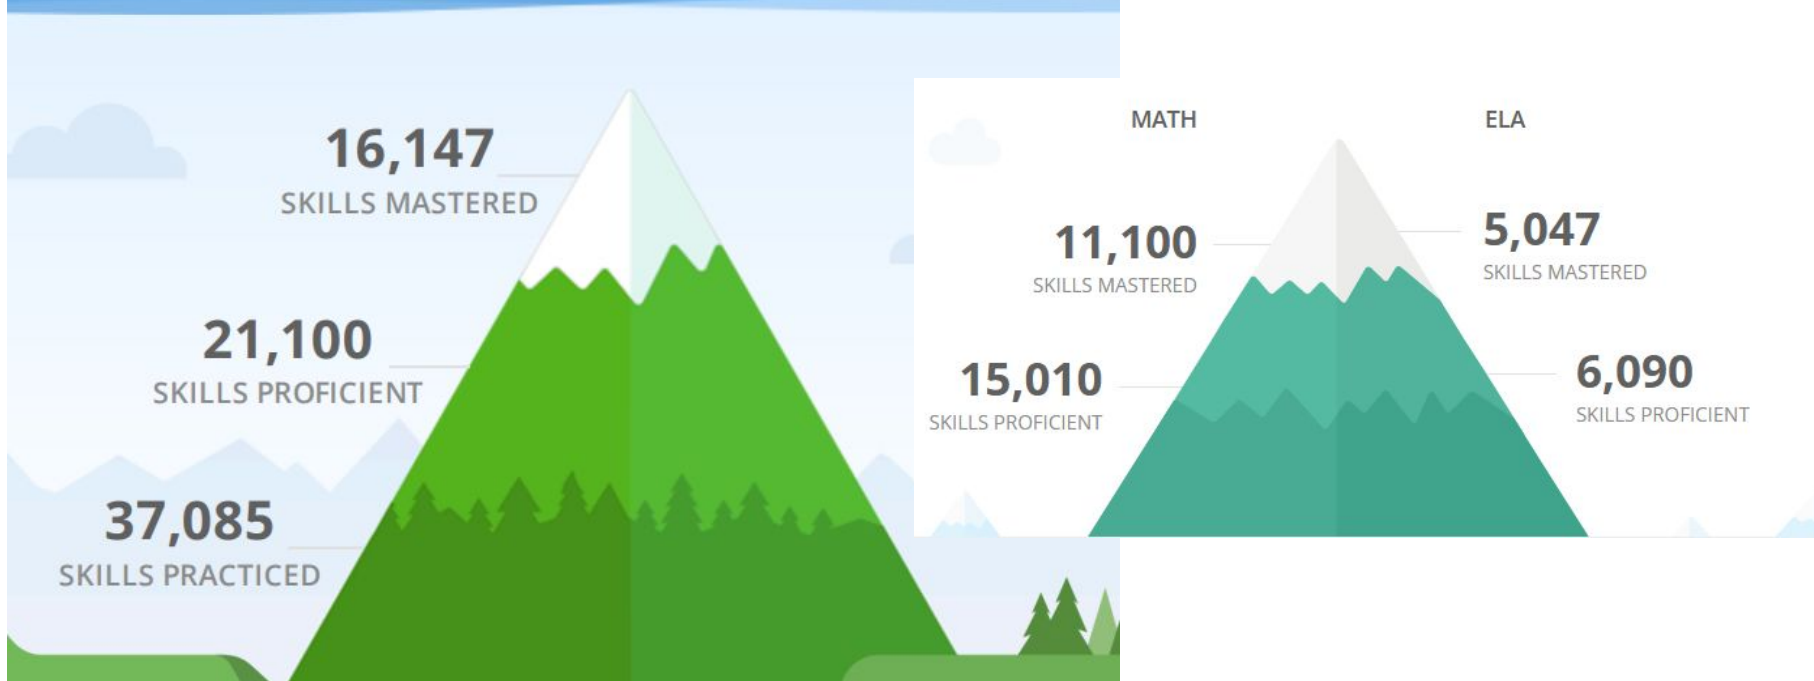 16,147
SKILLS MASTERED
21,100
SKILLS PROFICIENT
37,085
SKILLS PRACTICED
MATH
ELA
11,100
SKILLS MASTERED
5,047
SKILLS MASTERED
15,010
SKILLS PROFICIENT
6,090
SKILLS PROFICIENT